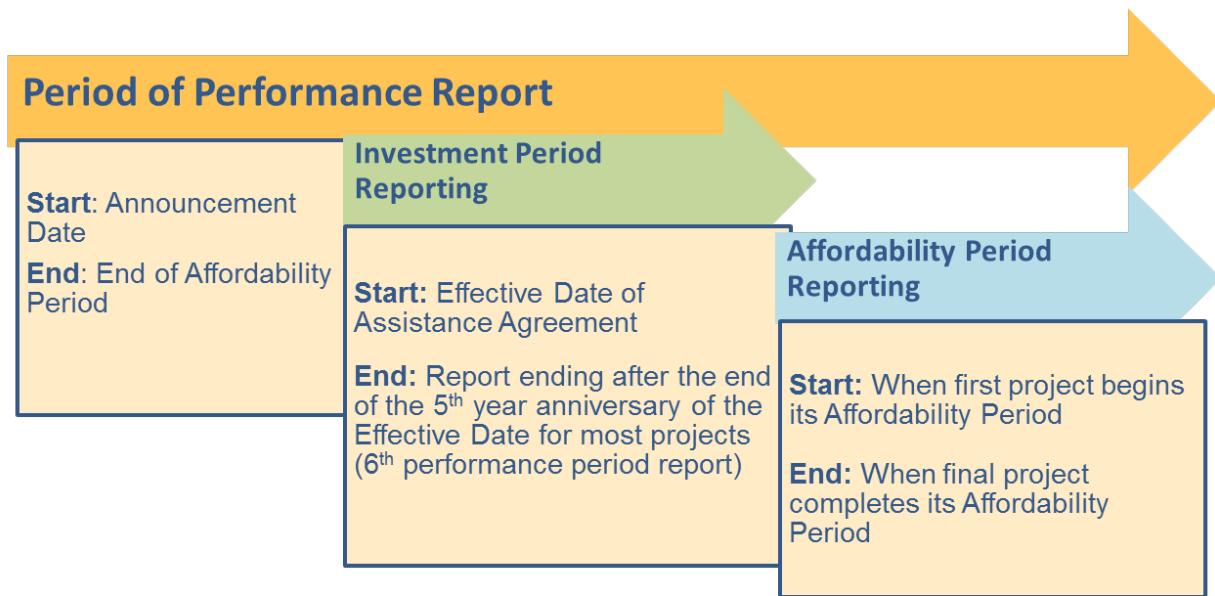 Period of Performance Report
Start: Announcement
Date
End: End of Affordability
Period
Investment Period
Reporting
Start: Effective Date of
Assistance Agreement
End: Report ending after the end
of the 5th year anniversary of the
Effective Date for most projects
(6th performance period report)
Affordability Period
Reporting
Start: When first project begins
its Affordability Period
End: When final project
completes its Affordability
Period